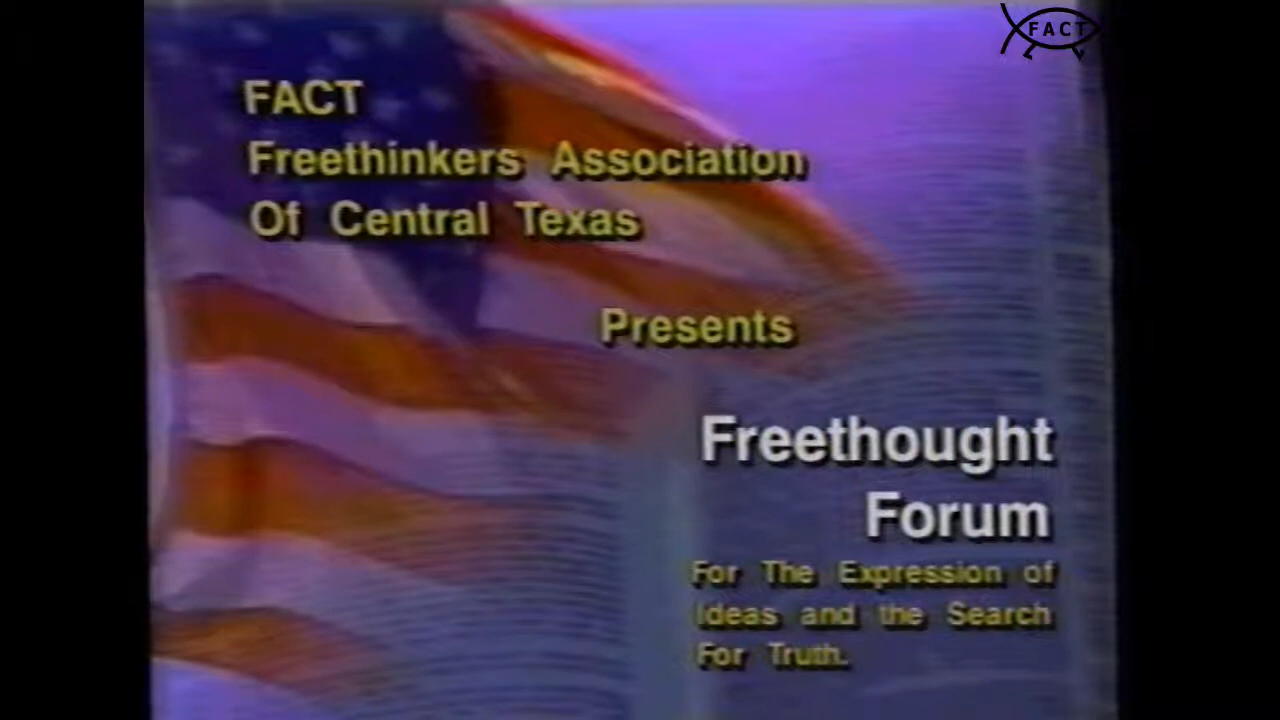 FACT
FACT
Freethinkers Association
Of Central Texas
Presents
Freethought
Forum
For The Expression of
Ideas and the Search
For Truth.